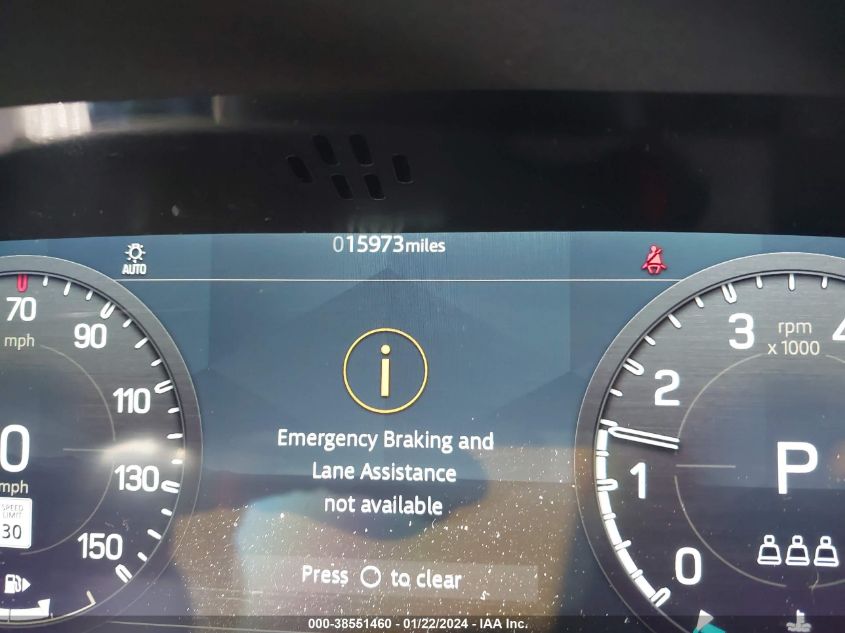 015973miles
AUTO
70
mph
90
110
130
150
0
mph
SPEED
LIMIT
30
Emergency Braking and
Lane Assistance
not available
Press O to clear
3
4
rpm
x 1000
2
1
0
P
000-38551460 - 01/22/2024 - IAA Inc.